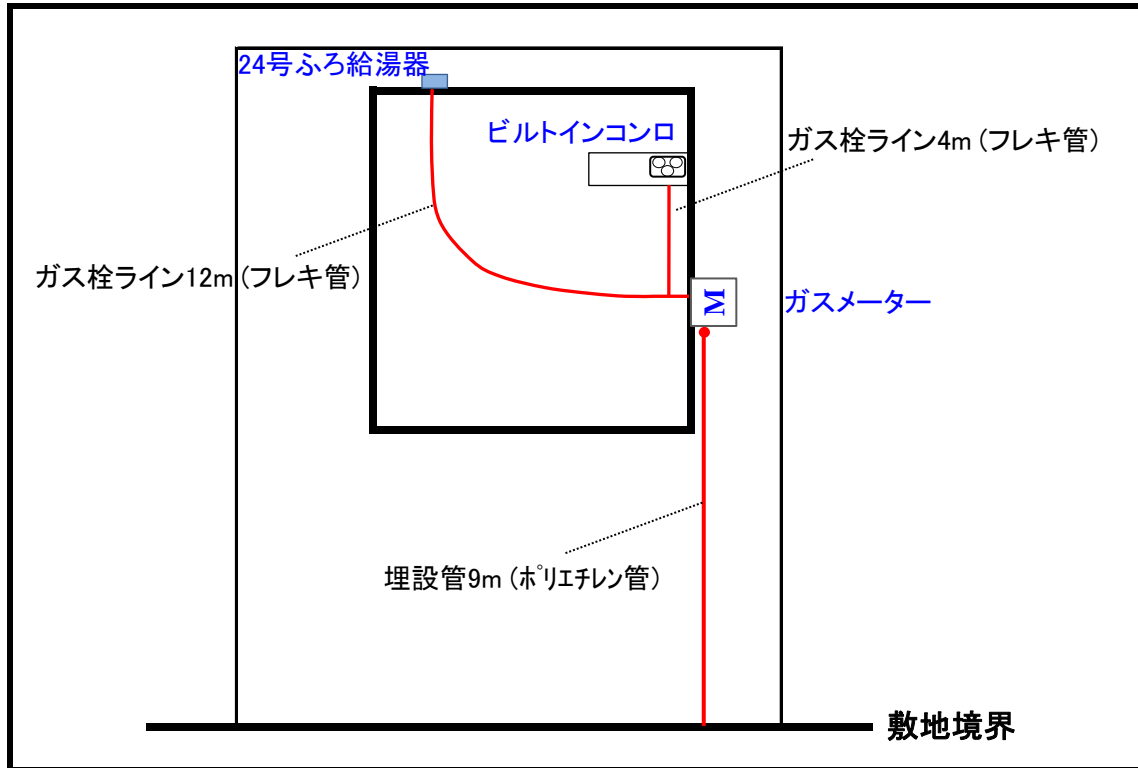 24号ふろ給湯器
ビルトインコンロ
ガス栓ライン4m (フレキ管)
ガス栓ライン12m (フレキ管)
M
ガスメーター
埋設管9m (ﾎﾟﾘｴﾁﾚﾝ管)
敷地境界